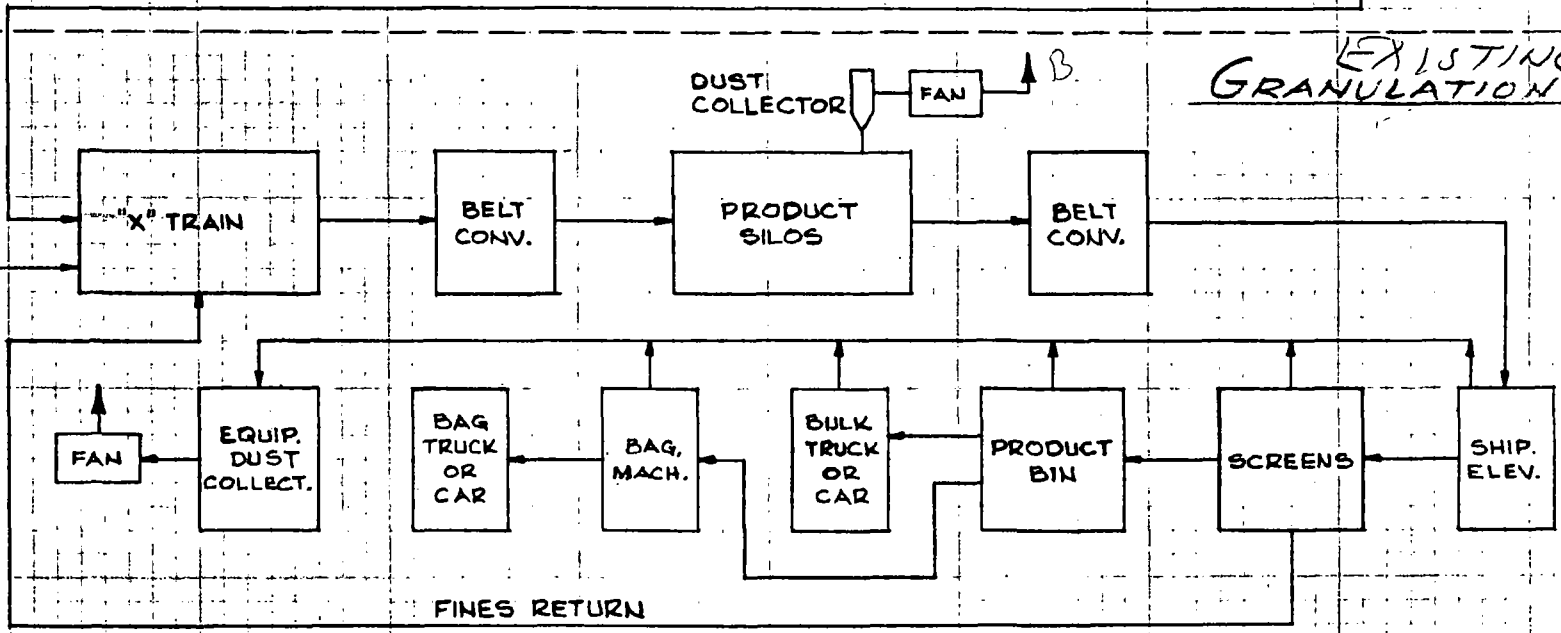 EXISTING
GRANULATION
DUST
COLLECTOR
FAN
B
"X" TRAIN
BELT
CONV.
PRODUCT
SILOS
BELT
CONV.
FAN
EQUIP.
DUST
COLLECT.
BAG
TRUCK
OR
CAR
BAG.
MACH.
BULK
TRUCK
OR
CAR
PRODUCT
BIN
SCREENS
SHIP.
ELEV.
FINES RETURN